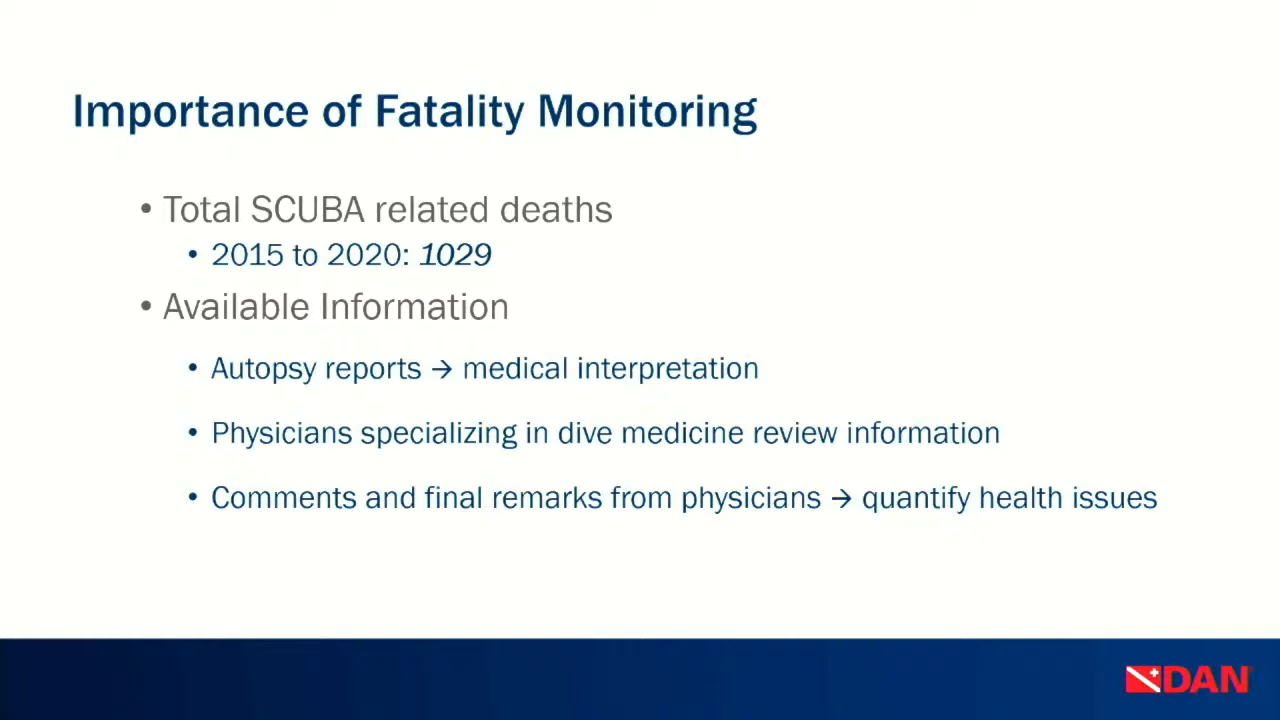 Importance of Fatality Monitoring
• Total SCUBA related deaths
• 2015 to 2020: 1029
• Available Information
• Autopsy reports → medical interpretation
• Physicians specializing in dive medicine review information
• Comments and final remarks from physicians → quantify health issues
DAN